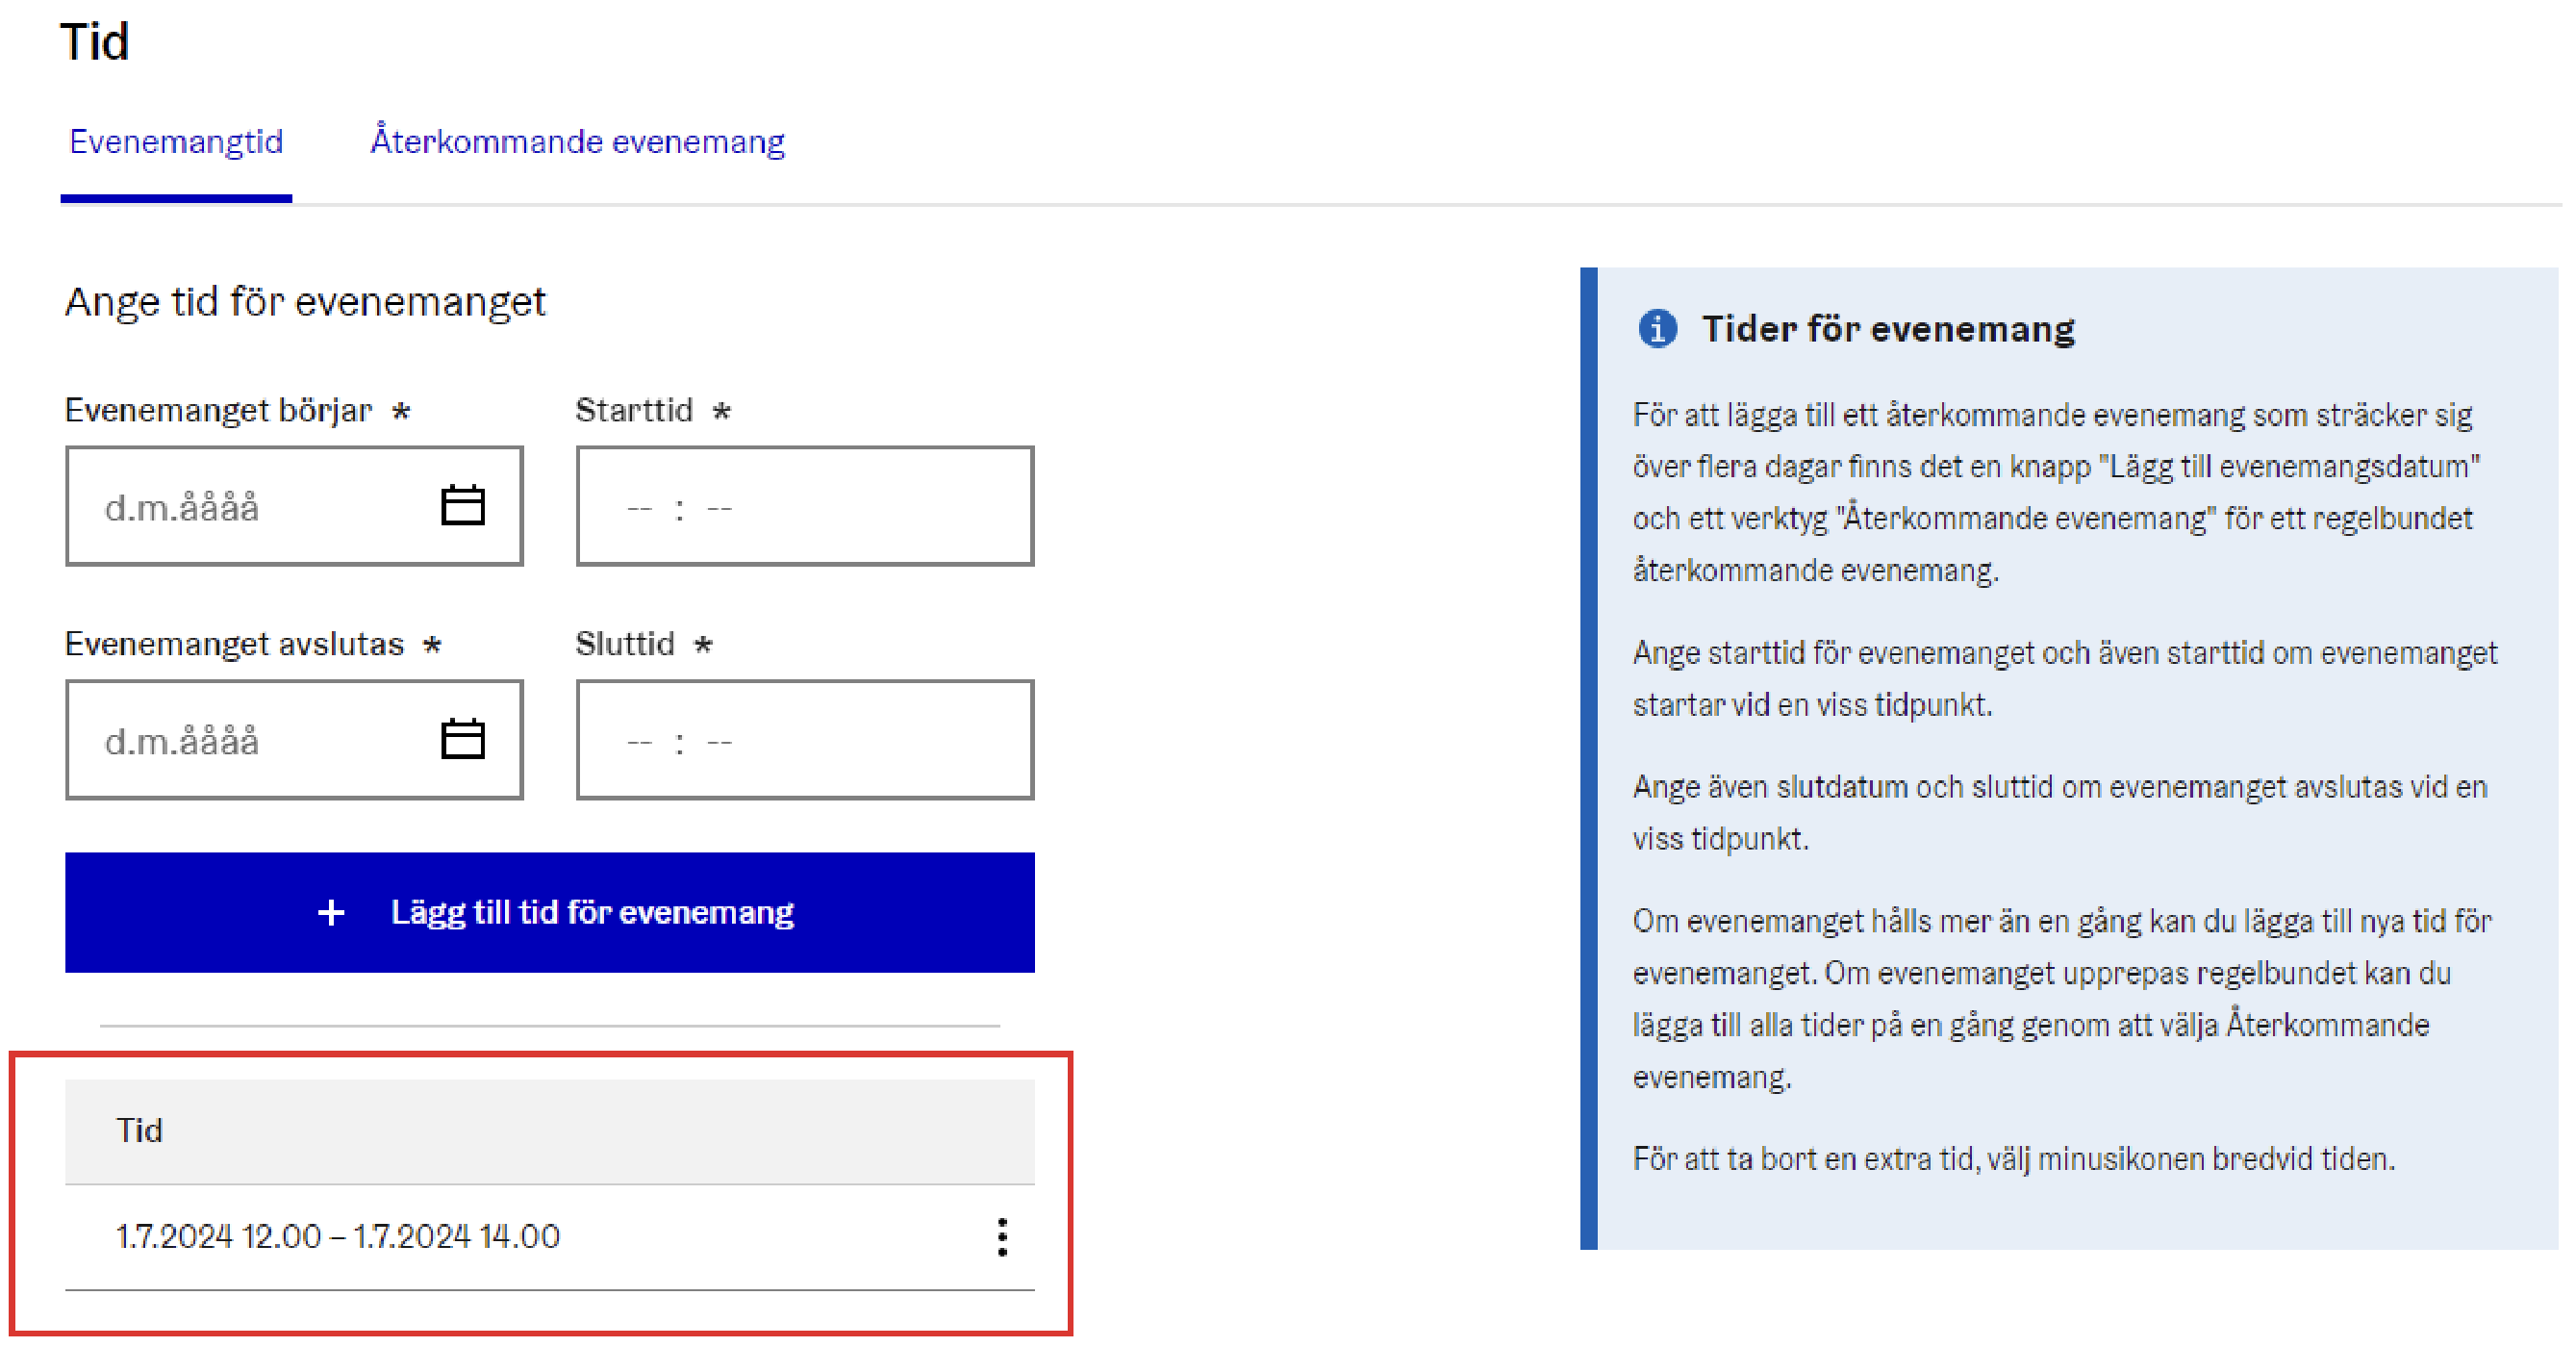 Tid
Evenemangtid
Återkommande evenemang
Ange tid för evenemanget
Evenemanget börjar *
Starttid *
d.m.åååå
-- : --
Evenemanget avslutas *
Sluttid *
d.m.åååå
-- : --
+ Lägg till tid för evenemang
Tid
1.7.2024 12.00 – 1.7.2024 14.00
Tider för evenemang
För att lägga till ett återkommande evenemang som sträcker sig
över flera dagar finns det en knapp "Lägg till evenemangsdatum"
och ett verktyg "Återkommande evenemang" för ett regelbundet
återkommande evenemang.
Ange starttid för evenemanget och även starttid om evenemanget
startar vid en viss tidpunkt.
Ange även slutdatum och sluttid om evenemanget avslutas vid en
viss tidpunkt.
Om evenemanget hålls mer än en gång kan du lägga till nya tid för
evenemanget. Om evenemanget upprepas regelbundet kan du
lägga till alla tider på en gång genom att välja Återkommande
evenemang.
För att ta bort en extra tid, välj minusikonen bredvid tiden.